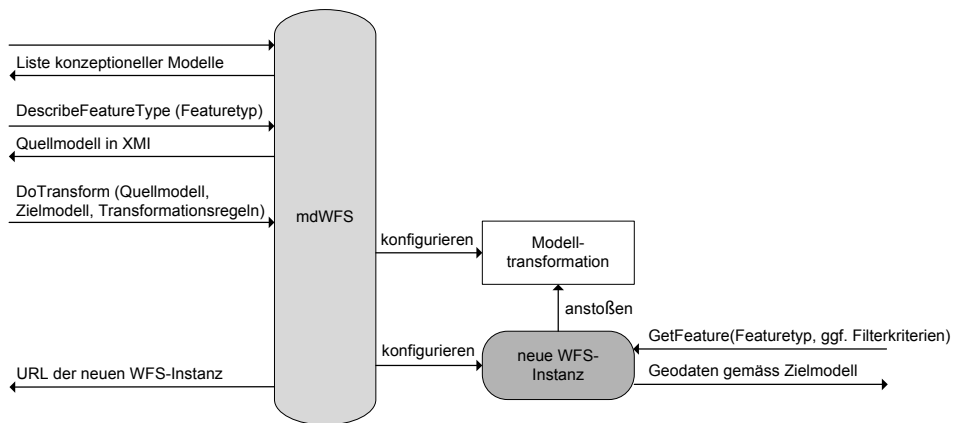 Liste konzeptioneller Modelle
DescribeFeatureType (Featuretyp)
Quellmodell in XMI
DoTransform (Quellmodell,
Zielmodell, Transformationsregeln)
mdWFS
konfigurieren
Modell-
transformation
anstoßen
konfigurieren
neue WFS-
Instanz
GetFeature(Featuretyp, ggf. Filterkriterien)
Geodaten gemäss Zielmodell
URL der neuen WFS-Instanz